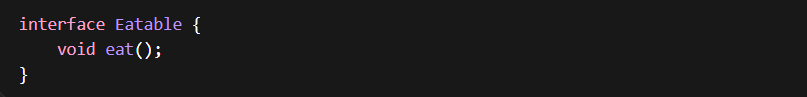 interface Eatable {
    void eat();
}